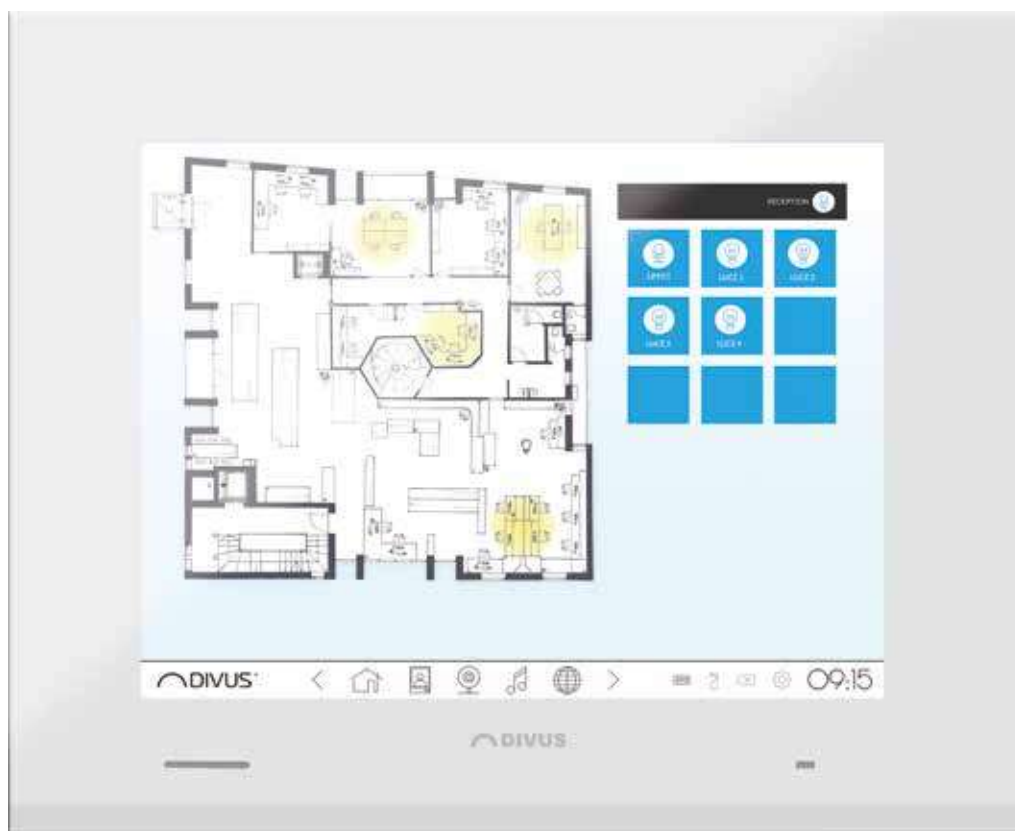 RECEPTION
LUCE 1
LUCE 2
LUCE 3
LUCE 4
DIVUS
09:15
DIVUS